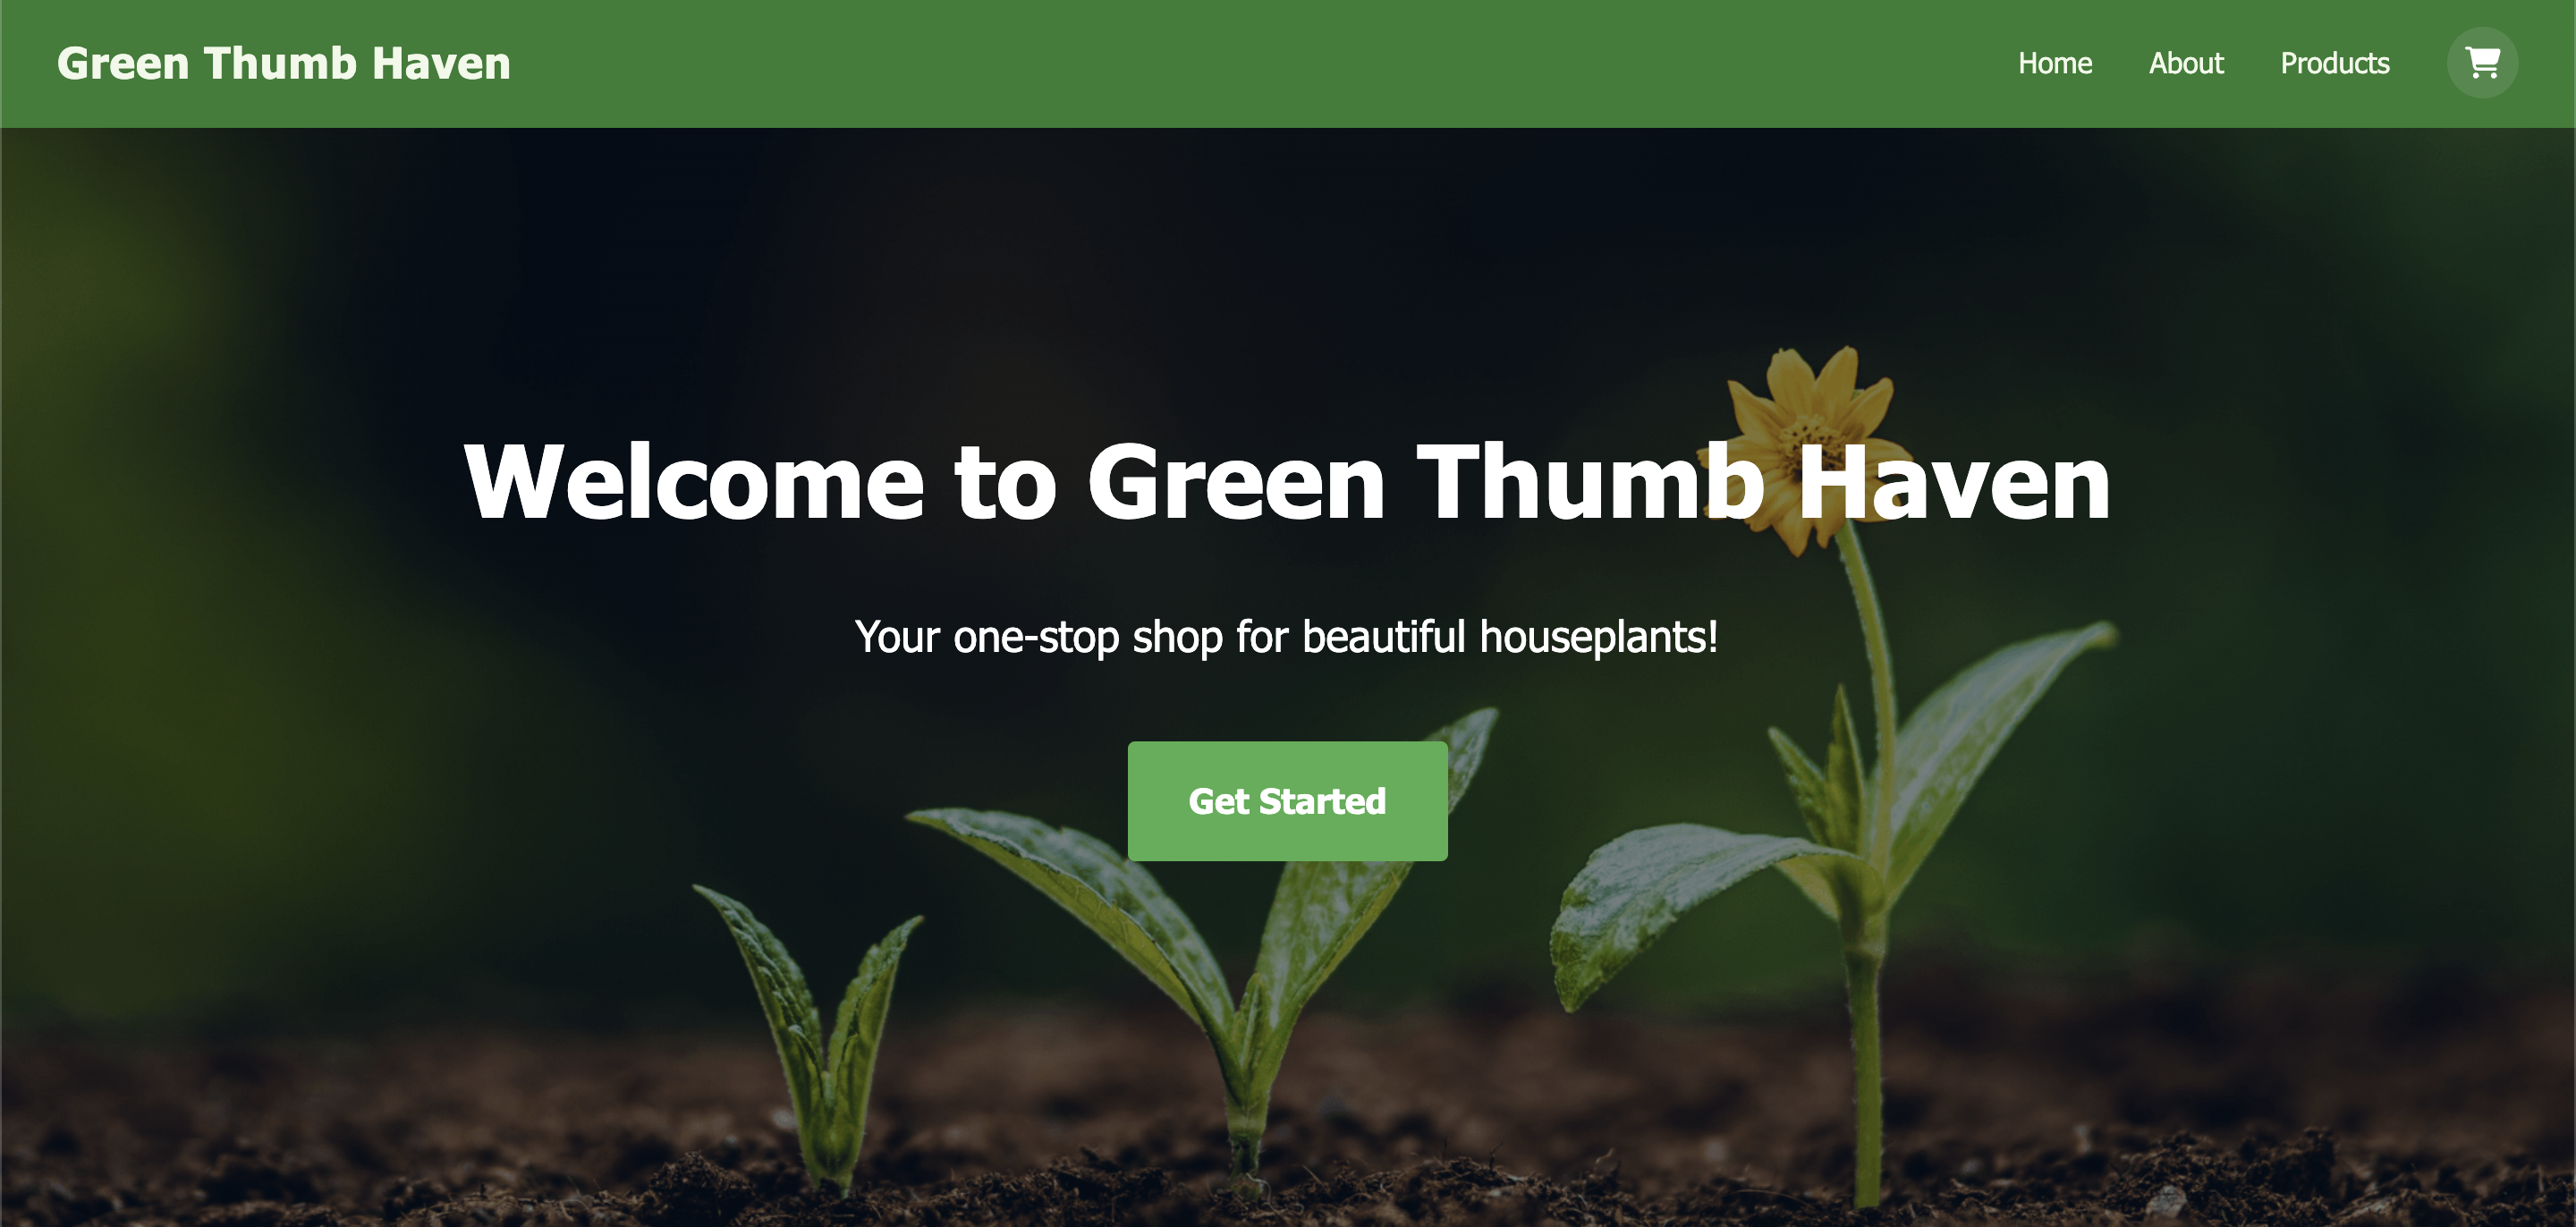 Green Thumb Haven
Home About Products
Welcome to Green Thumb Haven
Your one-stop shop for beautiful houseplants!
Get Started